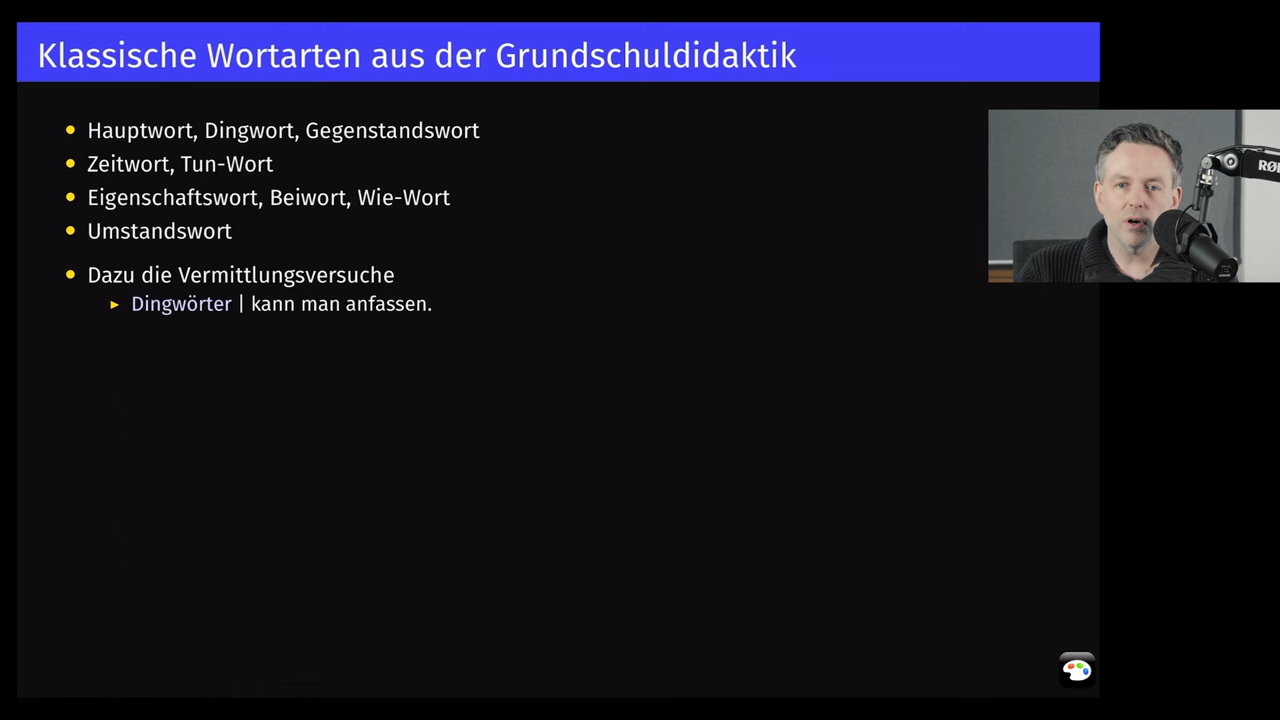 Klassische Wortarten aus der Grundschuldidaktik
Hauptwort, Dingwort, Gegenstandswort
Zeitwort, Tun-Wort
Eigenschaftswort, Beiwort, Wie-Wort
Umstandswort
Dazu die Vermittlungsversuche
Dingwörter | kann man anfassen.